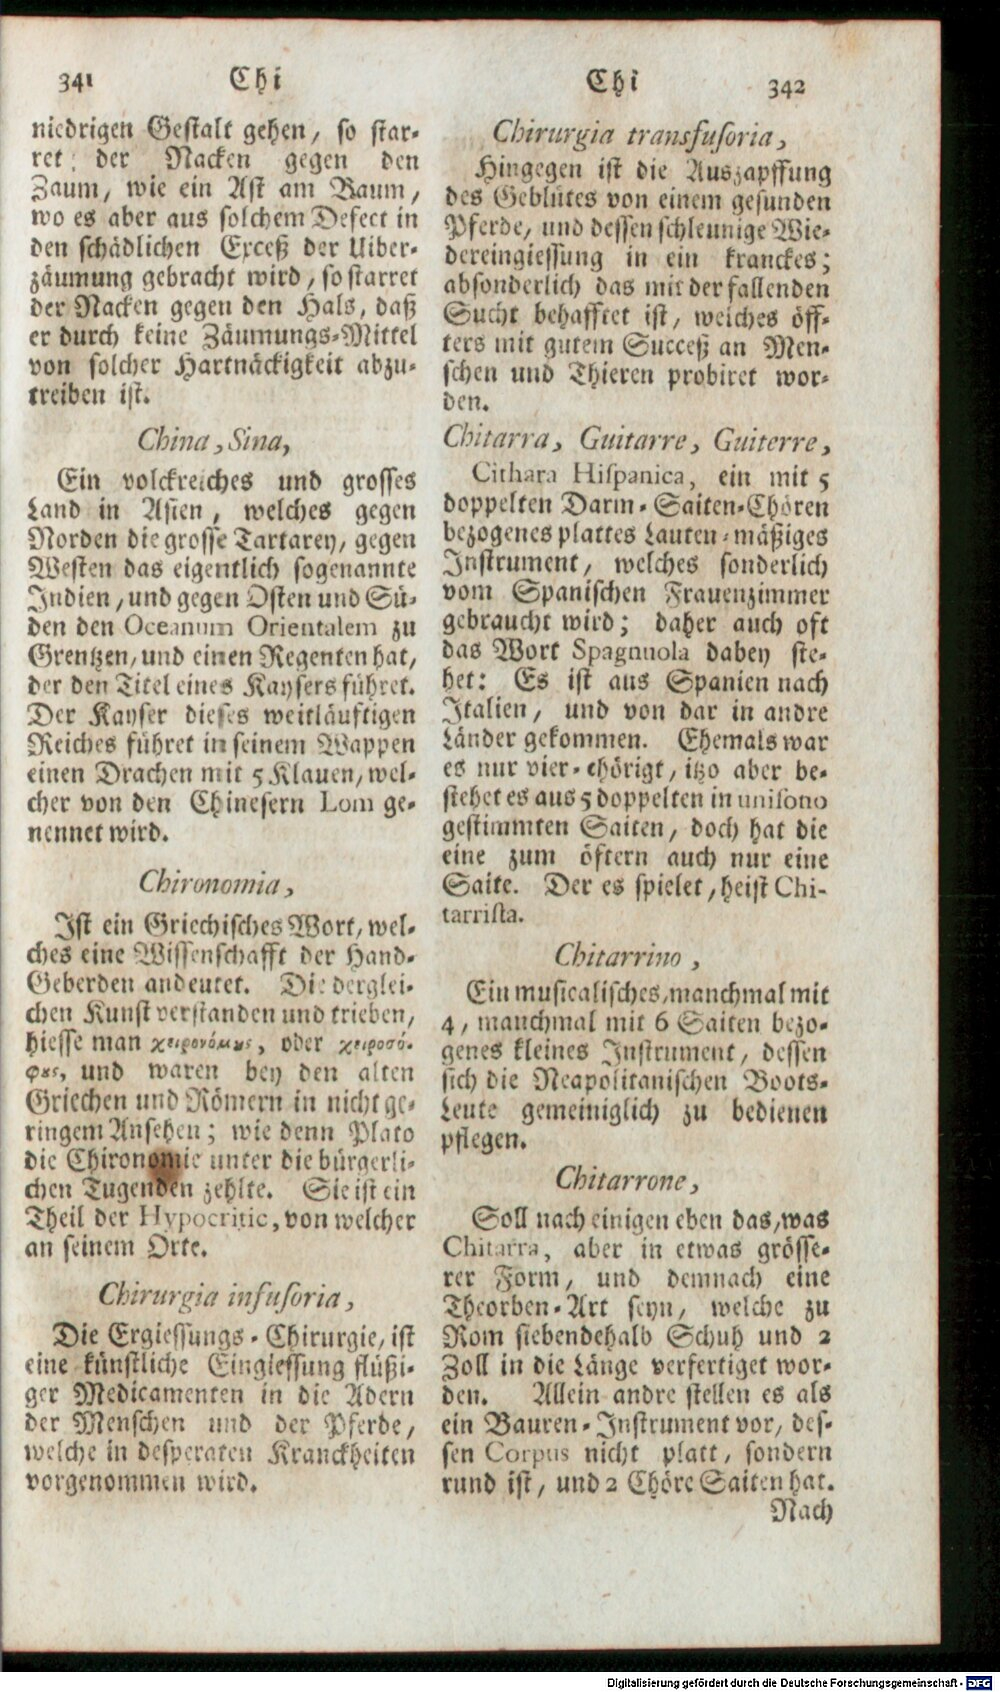 341 Chi
niedrigen Gestalt gehen, so star-
ret der Nacken gegen den
Zaum, wie ein Ast am Baum,
wo es aber aus solchem Defect in
den schädlichen Exceß der Uiber-
zäumung gebracht wird, so starret
der Nacken gegen den Hals, daß
er durch keine Zäumungs-Mittel
von solcher Hartnäckigkeit abzu-
treiben ist.
China, Sina,
Ein volckreiches und grosses
Land in Asien, welches gegen
Norden die grosse Tartarey, gegen
Westen das eigentlich sogenannte
Indien, und gegen Osten und Sü-
den den Oceanum Orientalem zu
Grentzen, und einen Regenten hat,
der den Titel eines Kaysers führet.
Der Kayser dieses weitläuftigen
Reiches führet in seinem Wappen
einen Drachen mit 5 Klauen, wel-
cher von den Chinesern Lom ge-
nennet wird.
Chironomia,
Ist ein Griechisches Wort, wel-
ches eine Wissenschafft der Hand-
Geberden andeutet. Die derglei-
chen Kunst verstanden und trieben,
hiesse man χειρονόμȣς, oder χειροσό-
φȣς, und waren bey den alten
Griechen und Römern in nicht ge-
ringem Ansehen; wie denn Plato
die Chironomie unter die bürgerli-
chen Tugenden zehlte. Sie ist ein
Theil der Hypocritic, von welcher
an seinem Orte.
Chirurgia infusoria,
Die Ergiessungs-Chirurgie, ist
eine künstliche Eingiessung flüßi-
ger Medicamenten in die Adern
der Menschen und der Pferde,
welche in desperaten Kranckheiten
vorgenommen wird.
Chi 342
Chirurgia transfusoria,
Hingegen ist die Auszapffung
des Geblütes von einem gesunden
Pferde, und dessen schleunige Wie-
dereingiessung in ein kranckes;
absonderlich das mit der fallenden
Sucht behafftet ist, welches öff-
ters mit gutem Succeß an Men-
schen und Thieren probiret wor-
den.
Chitarra, Guitarre, Guiterre,
Cithara Hispanica, ein mit 5
doppelten Darm-Saiten-Chören
bezogenes plattes Lauten-mäßiges
Instrument, welches sonderlich
vom Spanischen Frauenzimmer
gebraucht wird; daher auch oft
das Wort Spagnuola dabey ste-
het: Es ist aus Spanien nach
Italien, und von dar in andre
Länder gekommen. Ehemals war
es nur vier-chörigt, itzo aber be-
stehet es aus 5 doppelten in unisono
gestimmten Saiten, doch hat die
eine zum öftern auch nur eine
Saite. Der es spielet, heist Chi-
tarrista.
Chitarrino,
Ein musicalisches, manchmal mit
4, manchmal mit 6 Saiten bezo-
genes kleines Instrument, dessen
sich die Neapolitanischen Boots-
Leute gemeiniglich zu bedienen
pflegen.
Chitarrone,
Soll nach einigen eben das, was
Chitarra, aber in etwas grösse-
rer Form, und demnach eine
Theorben-Art seyn, welche zu
Rom siebendehalb Schuh und 2
Zoll in die Länge verfertiget wor-
den. Allein andre stellen es als
ein Bauren-Instrument vor, des-
sen Corpus nicht platt, sondern
rund ist, und 2 Chöre Saiten hat.
Nach
Digitalisierung gefördert durch die Deutsche Forschungsgemeinschaft - DFG